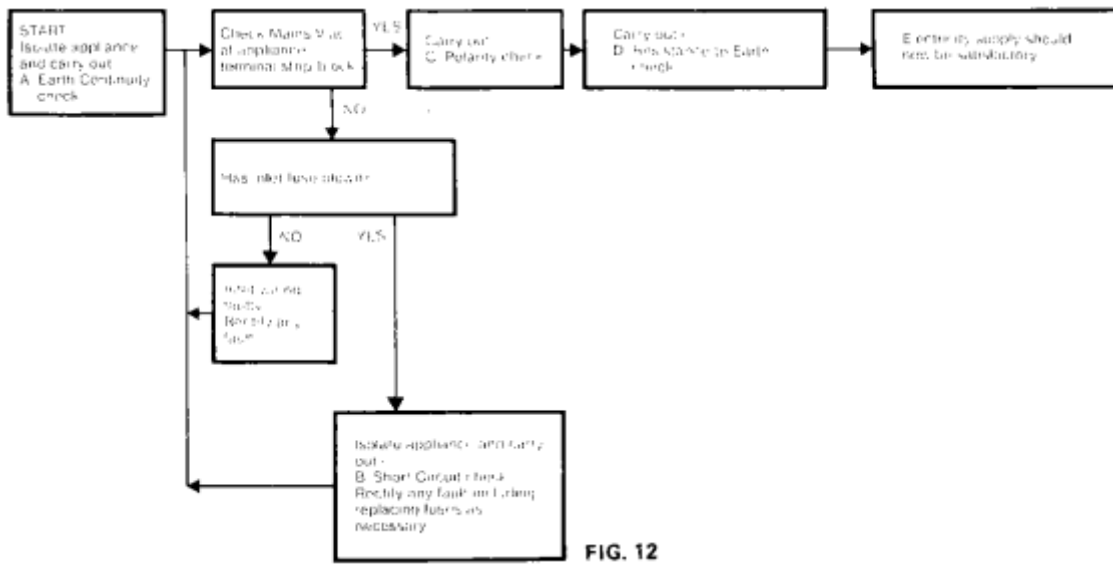 START
Isolate appliance
and carry out
A. Earth Continuity
check
Check Mains
at appliance
terminal strip block
YES
Carry out
C. Polarity check
Carry out
D. Resistance to Earth
check
Electricity supply should
satisfactory
NO
Has inlet fuse blown
NO
YES
Rectify any
Isolate appliance and carry
out
B. Short Circuit check
Rectify any fault including
replacing fuses as
necessary
FIG. 12